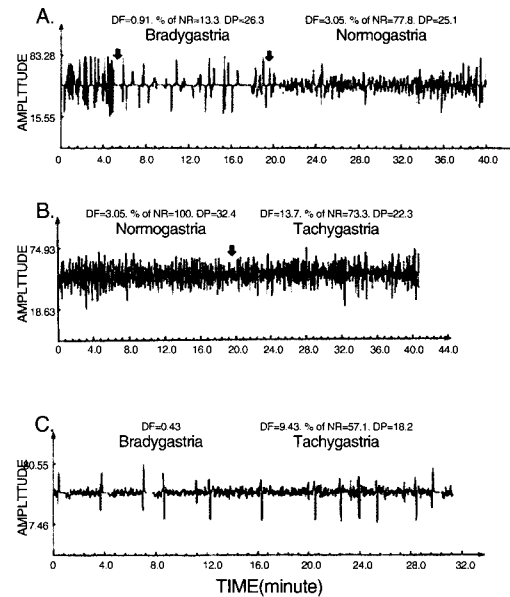 A.
DF=0.91. % of NR=13.3. DP=26.3 DF=3.05. % of NR=77.8. DP=25.1
Bradygastria Normogastria
AMPLTTUDE
83.28
15.55
0 4.0 8.0 12.0 16.0 20.0 24.0 28.0 32.0 36.0 40.0
B.
DF=3.05. % of NR=100. DP=32.4 DF=13.7. % of NR=73.3. DP=22.3
Normogastria Tachygastria
AMPLTTUDE
74.93
18.63
0 4.0 8.0 12.0 16.0 20.0 24.0 28.0 32.0 36.0 40.0 44.0
C.
DF=0.43 DF=9.43. % of NR=57.1. DP=18.2
Bradygastria Tachygastria
AMPLTTUDE
80.55
7.46
0 4.0 8.0 12.0 16.0 20.0 24.0 28.0 32.0
TIME(minute)